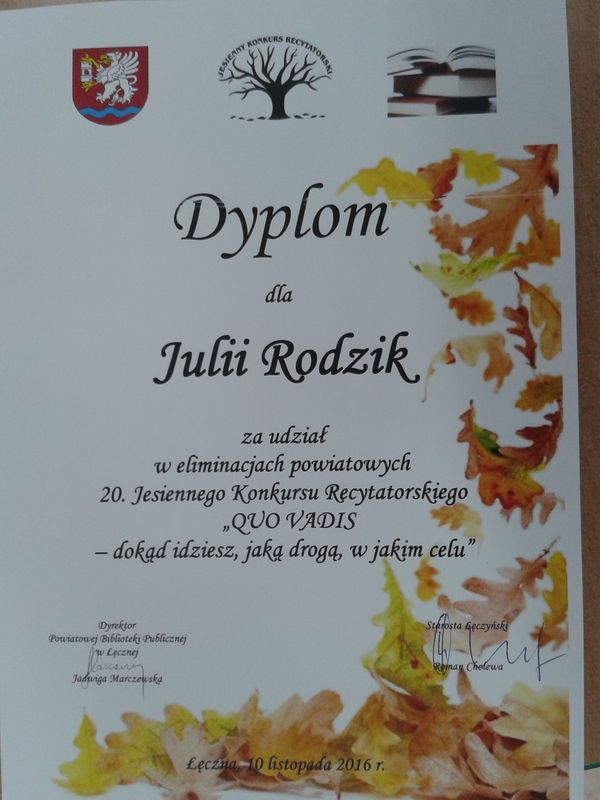 JESIENNY KONKURS RECYTATORSKI
Dyplom
dla
Julii Rodzik
za udział
w eliminacjach powiatowych
20. Jesiennego Konkursu Recytatorskiego
„QUO VADIS
– dokąd idziesz, jaką drogą, w jakim celu”
Dyrektor
Powiatowej Biblioteki Publicznej
w Łęcznej
Jadwiga Marczewska
Starosta Łęczyński
Roman Cholewa
Łęczna, 10 listopada 2016 r.